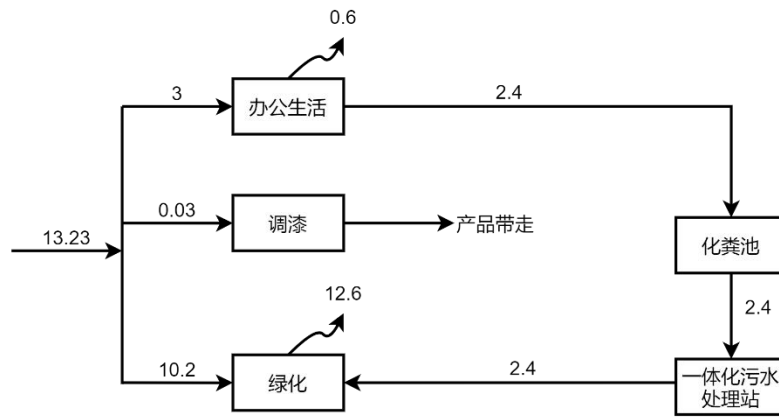 0.6
3
办公生活
2.4
0.03
调漆
产品带走
13.23
化粪池
12.6
2.4
10.2
绿化
2.4
一体化污水
处理站